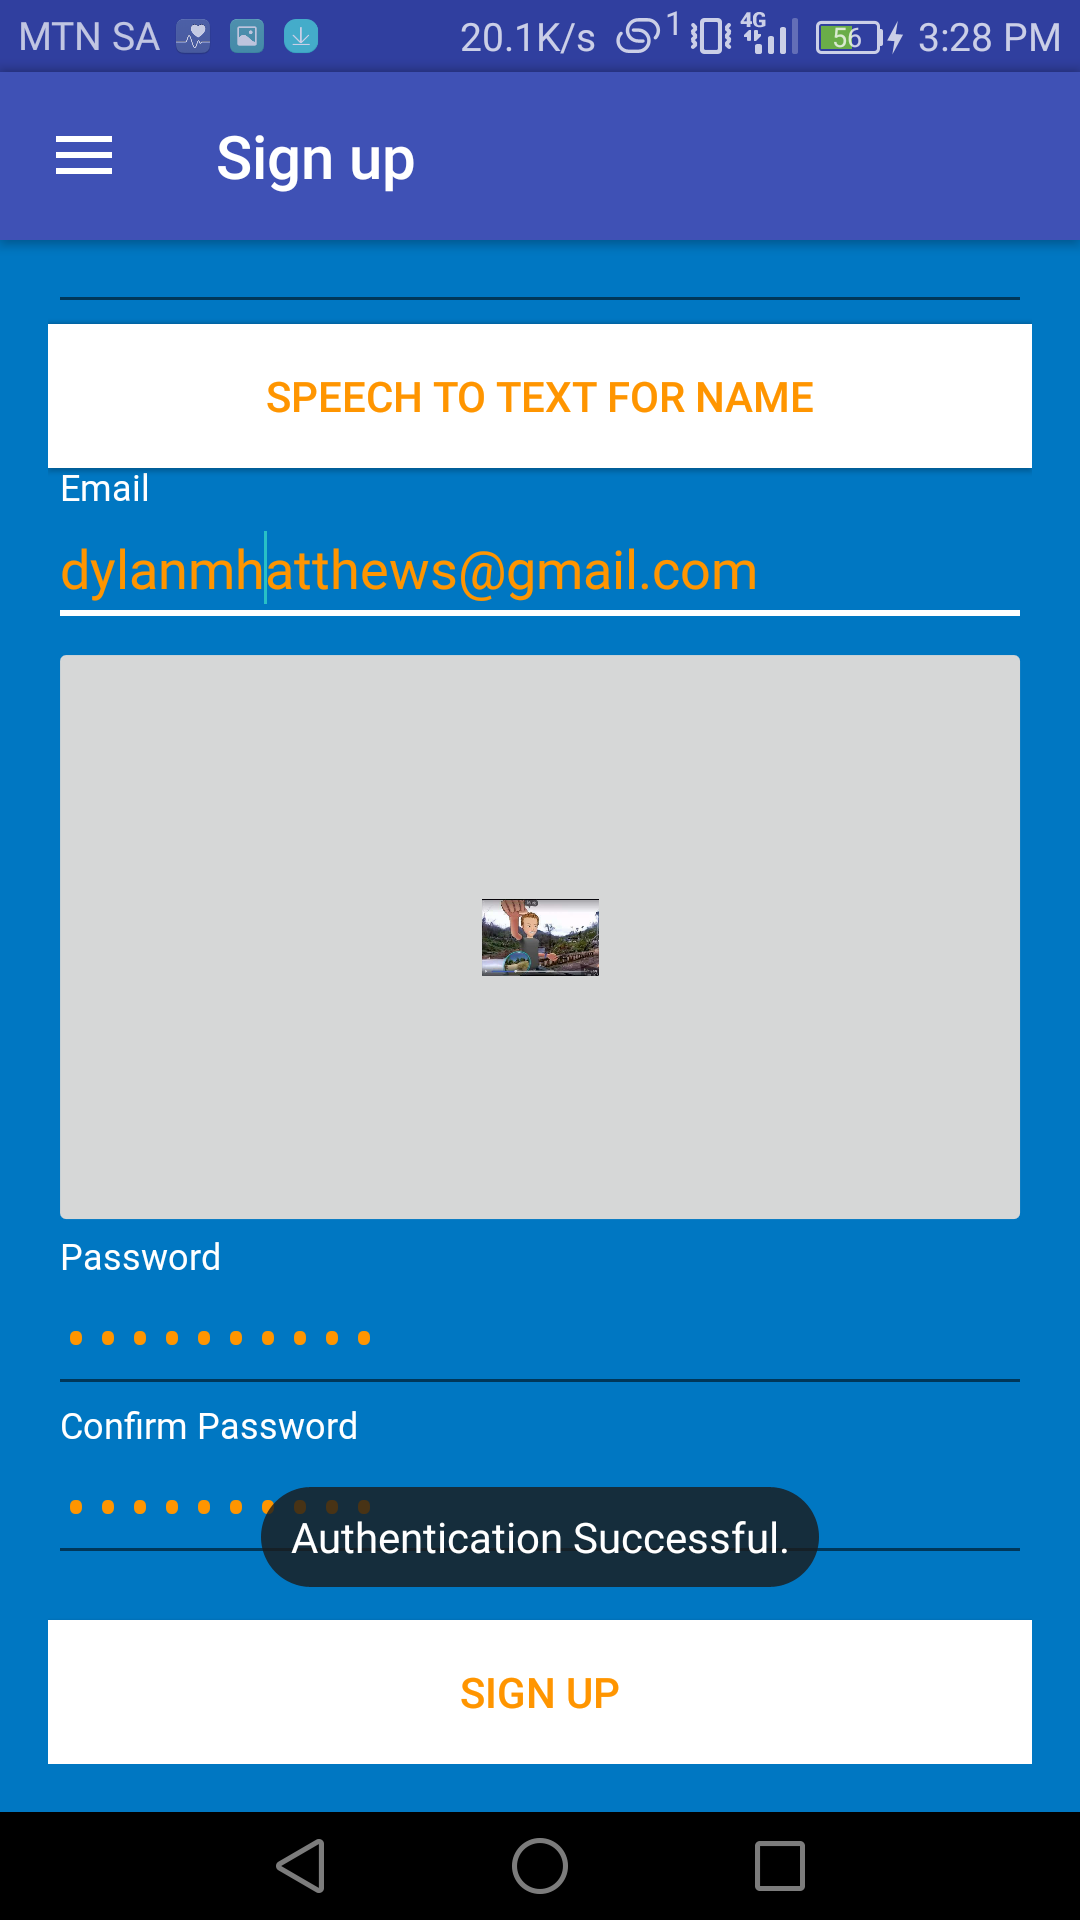 MTN SA 20.1K/s 1 4G 56 3:28 PM
Sign up
SPEECH TO TEXT FOR NAME
Email
dylanmhatthews@gmail.com
Password
Confirm Password
Authentication Successful.
SIGN UP